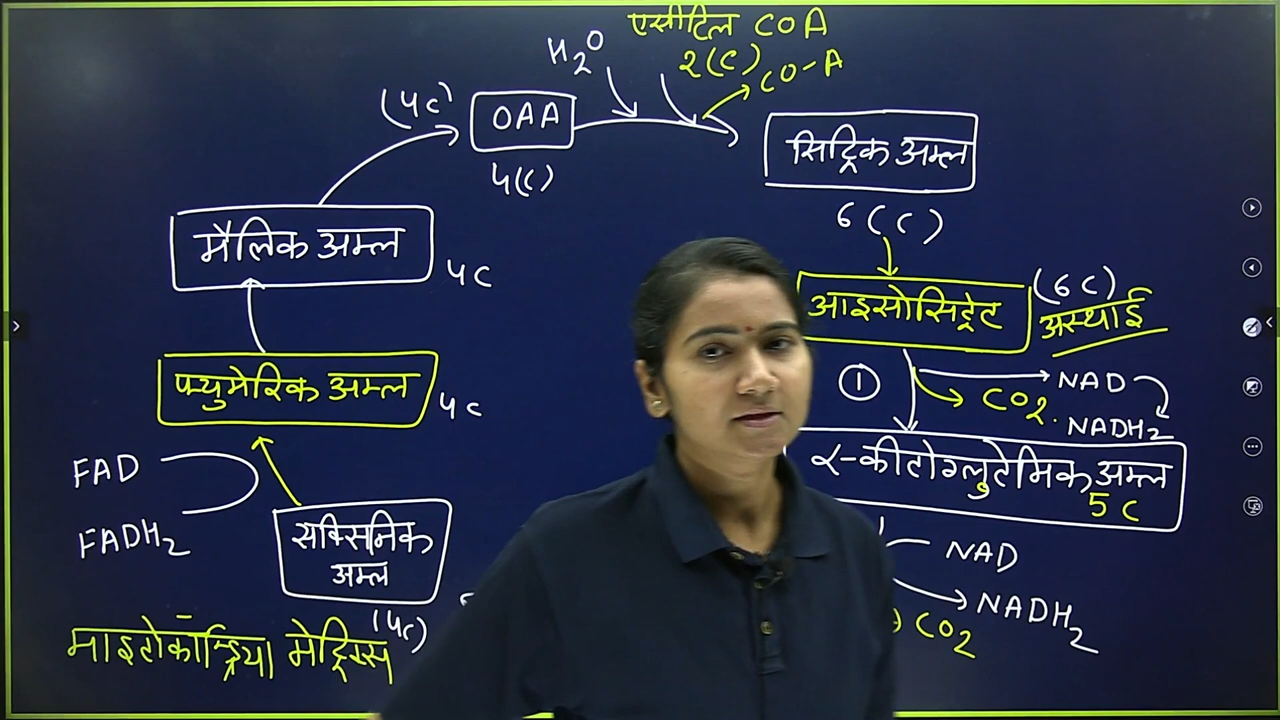 एसीटिल COA
2(C)
H2O
CO-A
(4C)
OAA
4(C)
सिट्रिक अम्ल
6(C)
मैलिक अम्ल
4C
आइसोसिट्रेट
(6C)
अस्थाई
1
NAD
CO2.
NADH2
फ्युमेरिक अम्ल
4C
α-कीटोग्लुटेमिक अम्ल
5C
FAD
FADH2
सक्सिनिक
अम्ल
(4C)
NAD
NADH2
CO2
माइटोकॉन्ड्रिया मेट्रिक्स